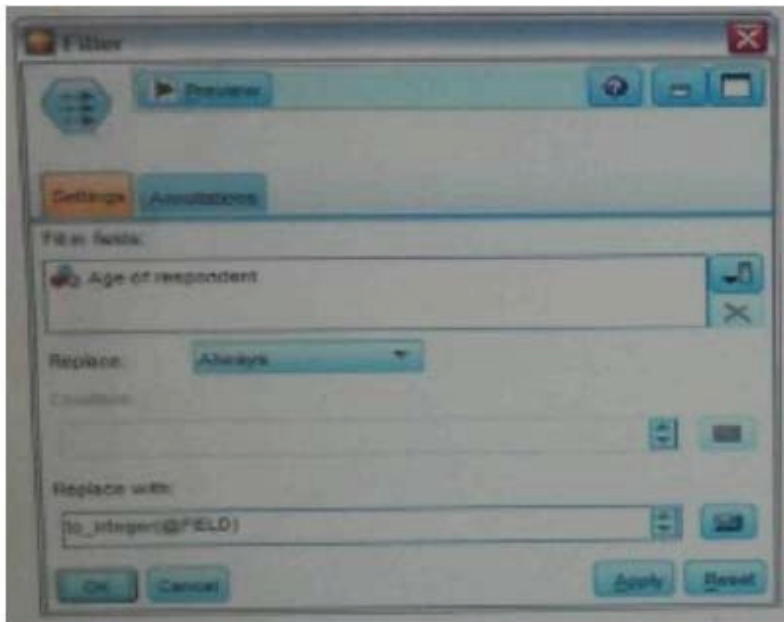 Filler
Preview
Settings Annotations
Fill in fields:
Age of respondent
Replace: Always
Condition:
Replace with:
to_integer(@FIELD)
OK Cancel Apply Reset